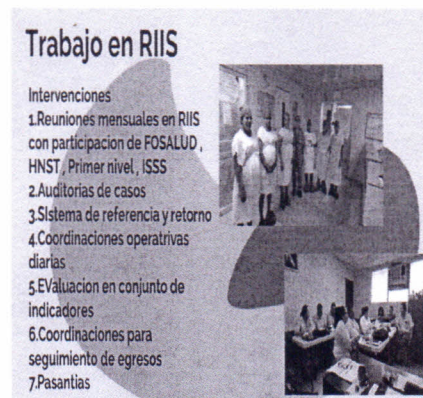 Trabajo en RIIS
Intervenciones
1.Reuniones mensuales en RIIS
con participacion de FOSALUD ,
HNST , Primer nivel , ISSS
2.Auditorias de casos
3.SIstema de referencia y retorno
4.Coordinaciones operatrivas
diarias
5.EValuacion en conjunto de
indicadores
6.Coordinaciones para
seguimiento de egresos
7.Pasantias